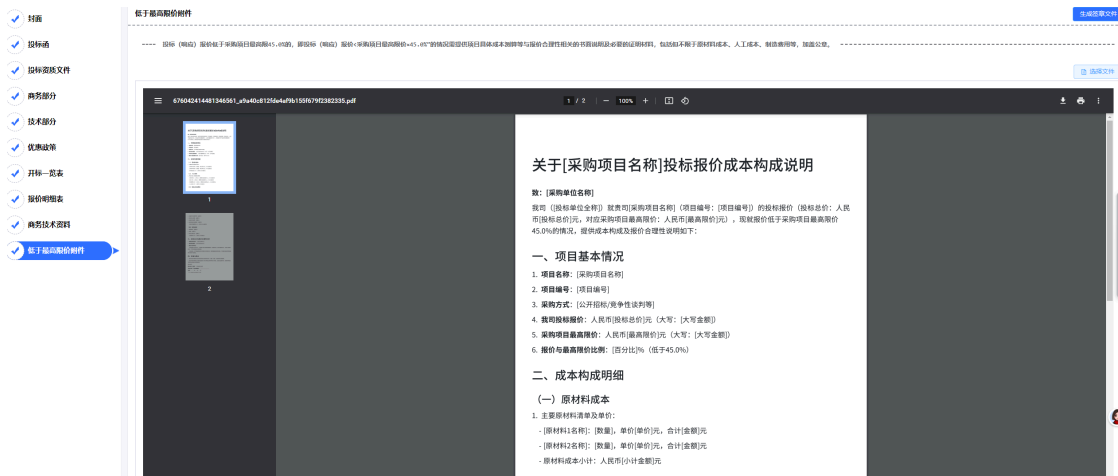 封面
投标函
投标资质文件
商务部分
技术部分
优惠政策
开标一览表
报价明细表
商务技术资料
低于最高限价附件
低于最高限价附件
生成签章文件
投标（响应）报价低于采购项目最高限45.0%的，即投标（响应）报价<采购项目最高限价×45.0%"的情况需提供项目具体成本测算等与报价合理性相关的书面说明及必要的证明材料，包括但不限于原材料成本、人工成本、制造费用等，加盖公章。
选择文件
676042414481346561_a9a40c812fde4af9b155f679f2382335.pdf
1 / 2
100%
1
2
关于[采购项目名称]投标报价成本构成说明
致：[采购单位名称]
我司（[投标单位全称]）就贵司[采购项目名称]（项目编号：[项目编号]）的投标报价（投标总价：人民
币[投标总价]元，对应采购项目最高限价：人民币[最高限价]元），现就报价低于采购项目最高限价
45.0%的情况，提供成本构成及报价合理性说明如下：
一、项目基本情况
1. 项目名称：[采购项目名称]
2. 项目编号：[项目编号]
3. 采购方式：[公开招标/竞争性谈判等]
4. 我司投标报价：人民币[投标总价]元（大写：[大写金额]）
5. 采购项目最高限价：人民币[最高限价]元（大写：[大写金额]）
6. 报价与最高限价比例：[百分比]%（低于45.0%）
二、成本构成明细
（一）原材料成本
1. 主要原材料清单及单价：
- [原材料1名称]：[数量]，单价[单价]元，合计[金额]元
- [原材料2名称]：[数量]，单价[单价]元，合计[金额]元
- 原材料成本小计：人民币[小计金额]元